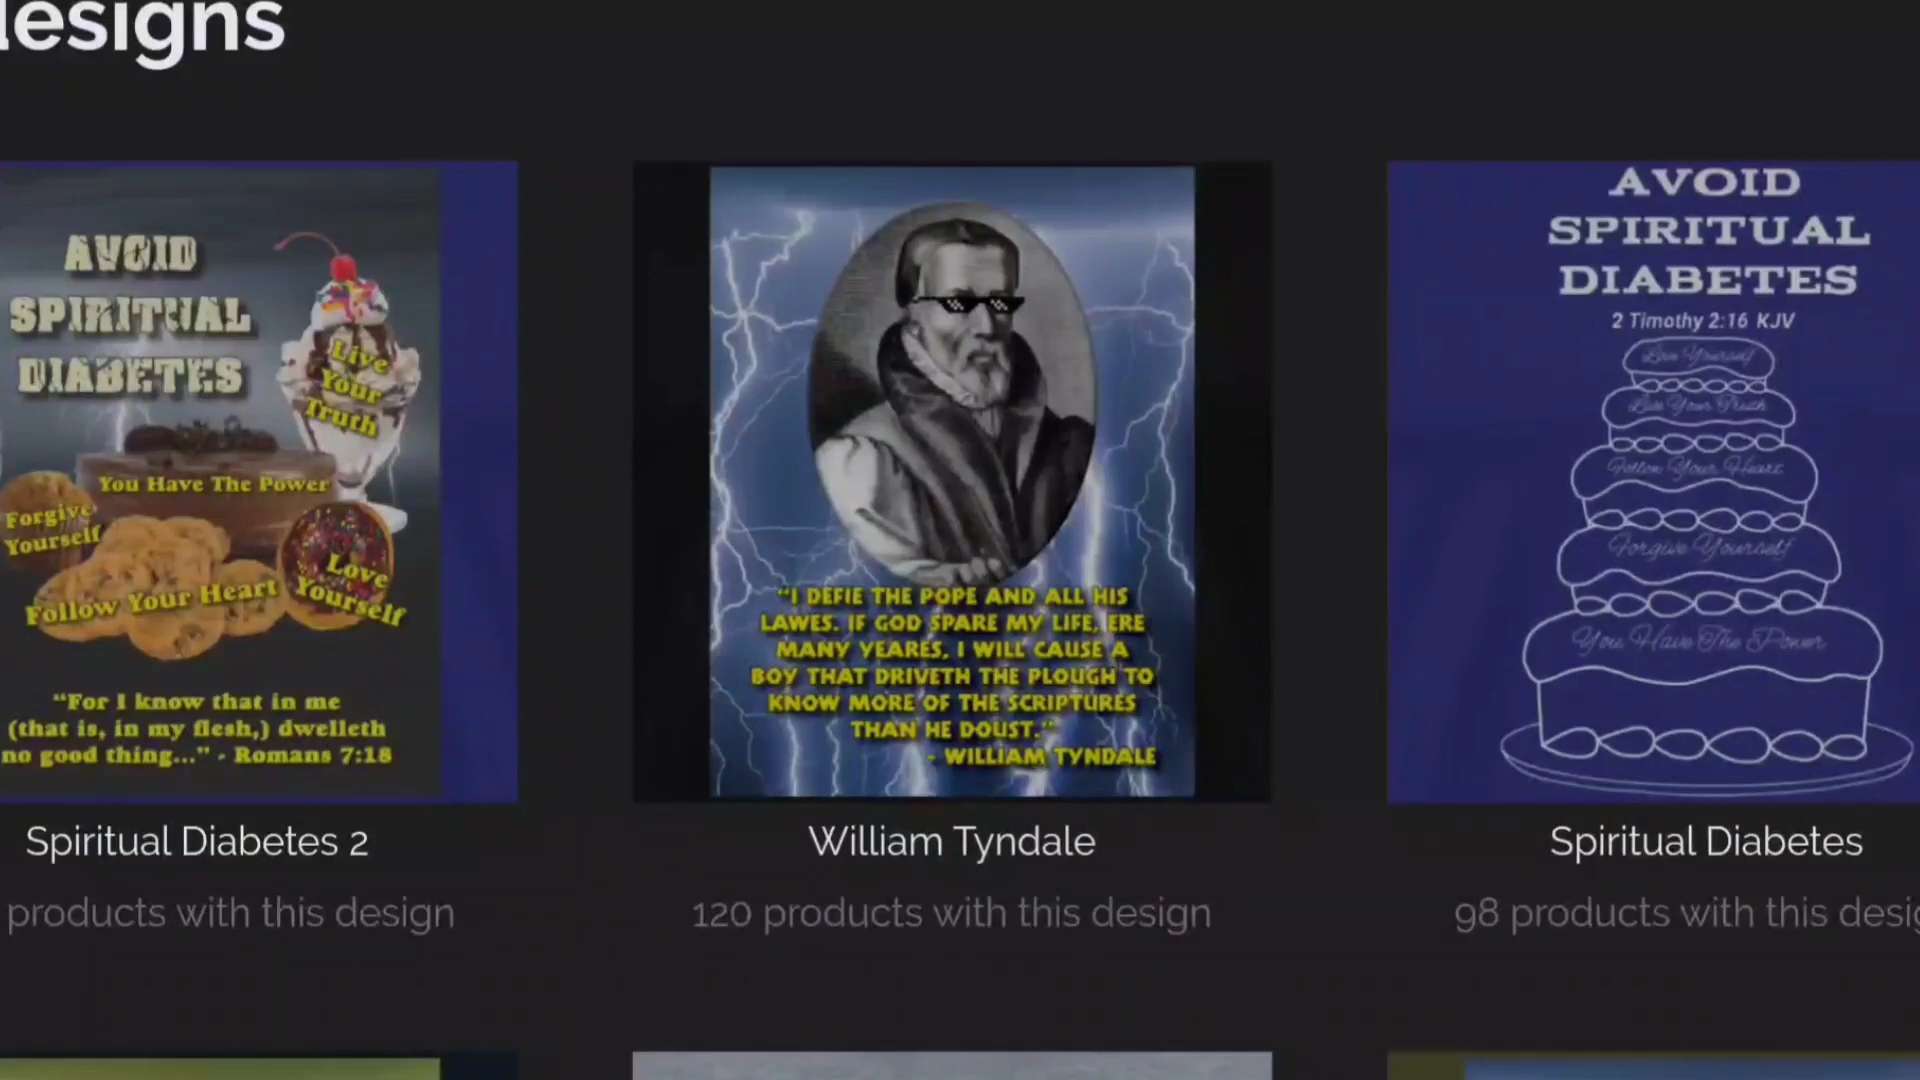 designs
AVOID
SPIRITUAL
DIABETES
Live
Your
Truth
You Have The Power
Forgive
Yourself
Love
Yourself
Follow Your Heart
"For I know that in me
(that is, in my flesh,) dwelleth
no good thing..." - Romans 7:18
Spiritual Diabetes 2
products with this design
"I DEFIE THE POPE AND ALL HIS
LAWES. IF GOD SPARE MY LIFE, ERE
MANY YEARES, I WILL CAUSE A
BOY THAT DRIVETH THE PLOUGH TO
KNOW MORE OF THE SCRIPTURES
THAN HE DOUST."
- WILLIAM TYNDALE
William Tyndale
120 products with this design
AVOID
SPIRITUAL
DIABETES
2 Timothy 2:16 KJV
Love Yourself
Live Your Truth
Follow Your Heart
Forgive Yourself
You Have The Power
Spiritual Diabetes
98 products with this desig